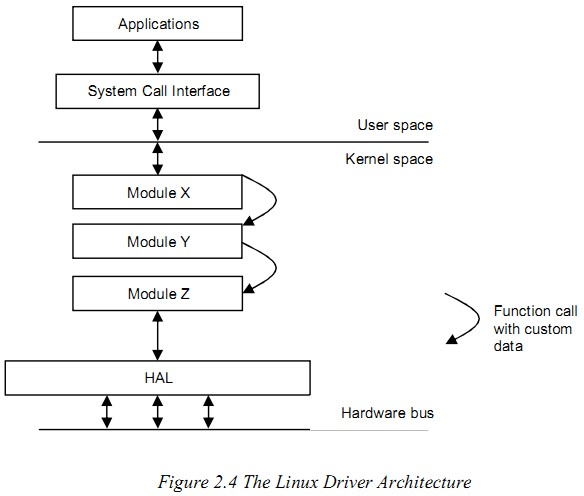 Applications
System Call Interface
User space
Kernel space
Module X
Module Y
Module Z
Function call
with custom
data
HAL
Hardware bus
Figure 2.4 The Linux Driver Architecture